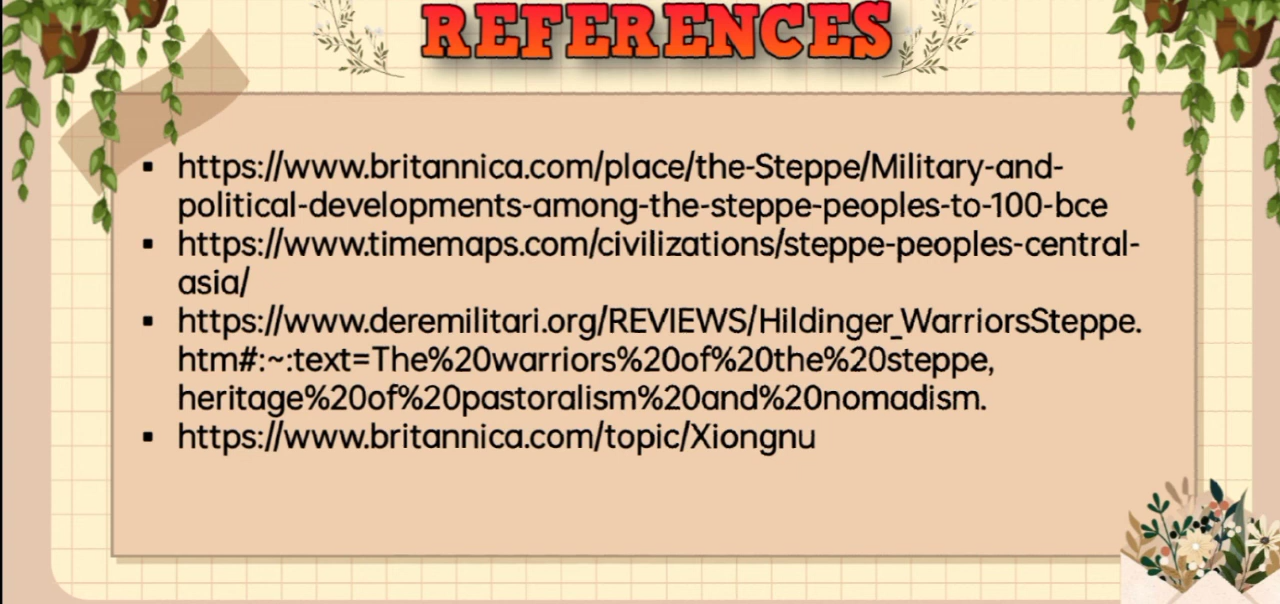 REFERENCES
▪ https://www.britannica.com/place/the-Steppe/Military-and-
political-developments-among-the-steppe-peoples-to-100-bce
▪ https://www.timemaps.com/civilizations/steppe-peoples-central-
asia/
▪ https://www.deremilitari.org/REVIEWS/Hildinger_WarriorsSteppe.
htm#:~:text=The%20warriors%20of%20the%20steppe,
heritage%20of%20pastoralism%20and%20nomadism.
▪ https://www.britannica.com/topic/Xiongnu